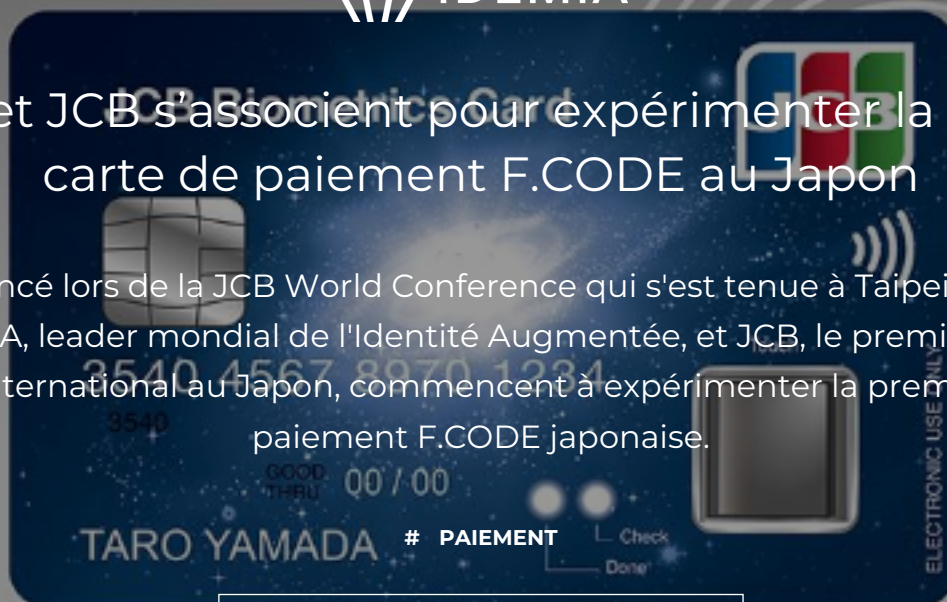 IDEMIA
JCB Biometrics Card
JCB
et JCB s'associent pour expérimenter la
carte de paiement F.CODE au Japon
ncé lors de la JCB World Conference qui s'est tenue à Taipei
A, leader mondial de l'Identité Augmentée, et JCB, le premi
ternational au Japon, commencent à expérimenter la prem
paiement F.CODE japonaise.
3540 4567 8970 1234
3540
GOOD THRU 00 / 00
TARO YAMADA
# PAIEMENT
Check
Done
ELECTRONIC USE ONLY